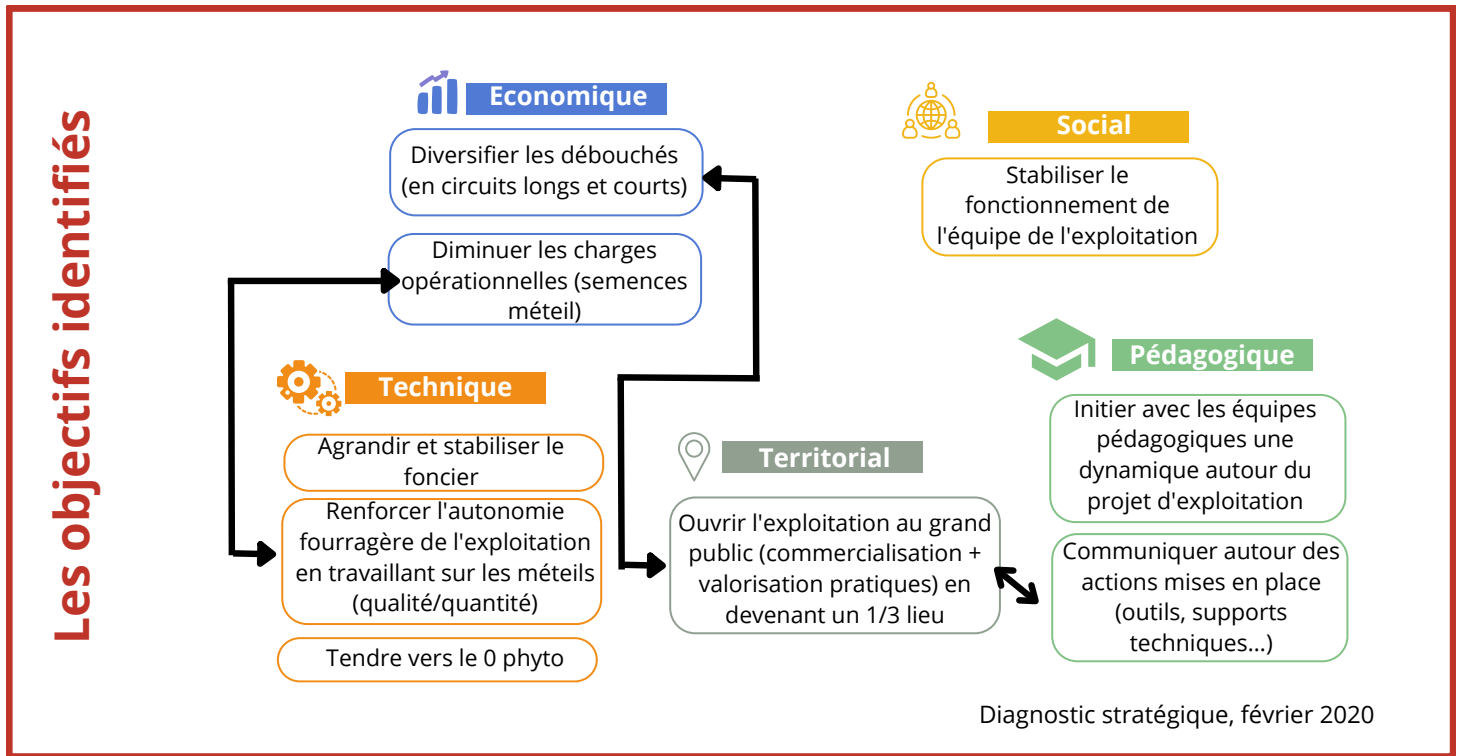 Les objectifs identifiés
Economique
Diversifier les débouchés
(en circuits longs et courts)
Diminuer les charges
opérationnelles (semences
méteil)
Social
Stabiliser le
fonctionnement de
l'équipe de l'exploitation
Technique
Agrandir et stabiliser le
foncier
Renforcer l'autonomie
fourragère de l'exploitation
en travaillant sur les méteils
(qualité/quantité)
Tendre vers le 0 phyto
Territorial
Ouvrir l'exploitation au grand
public (commercialisation +
valorisation pratiques) en
devenant un 1/3 lieu
Pédagogique
Initier avec les équipes
pédagogiques une
dynamique autour du
projet d'exploitation
Communiquer autour des
actions mises en place
(outils, supports
techniques...)
Diagnostic stratégique, février 2020